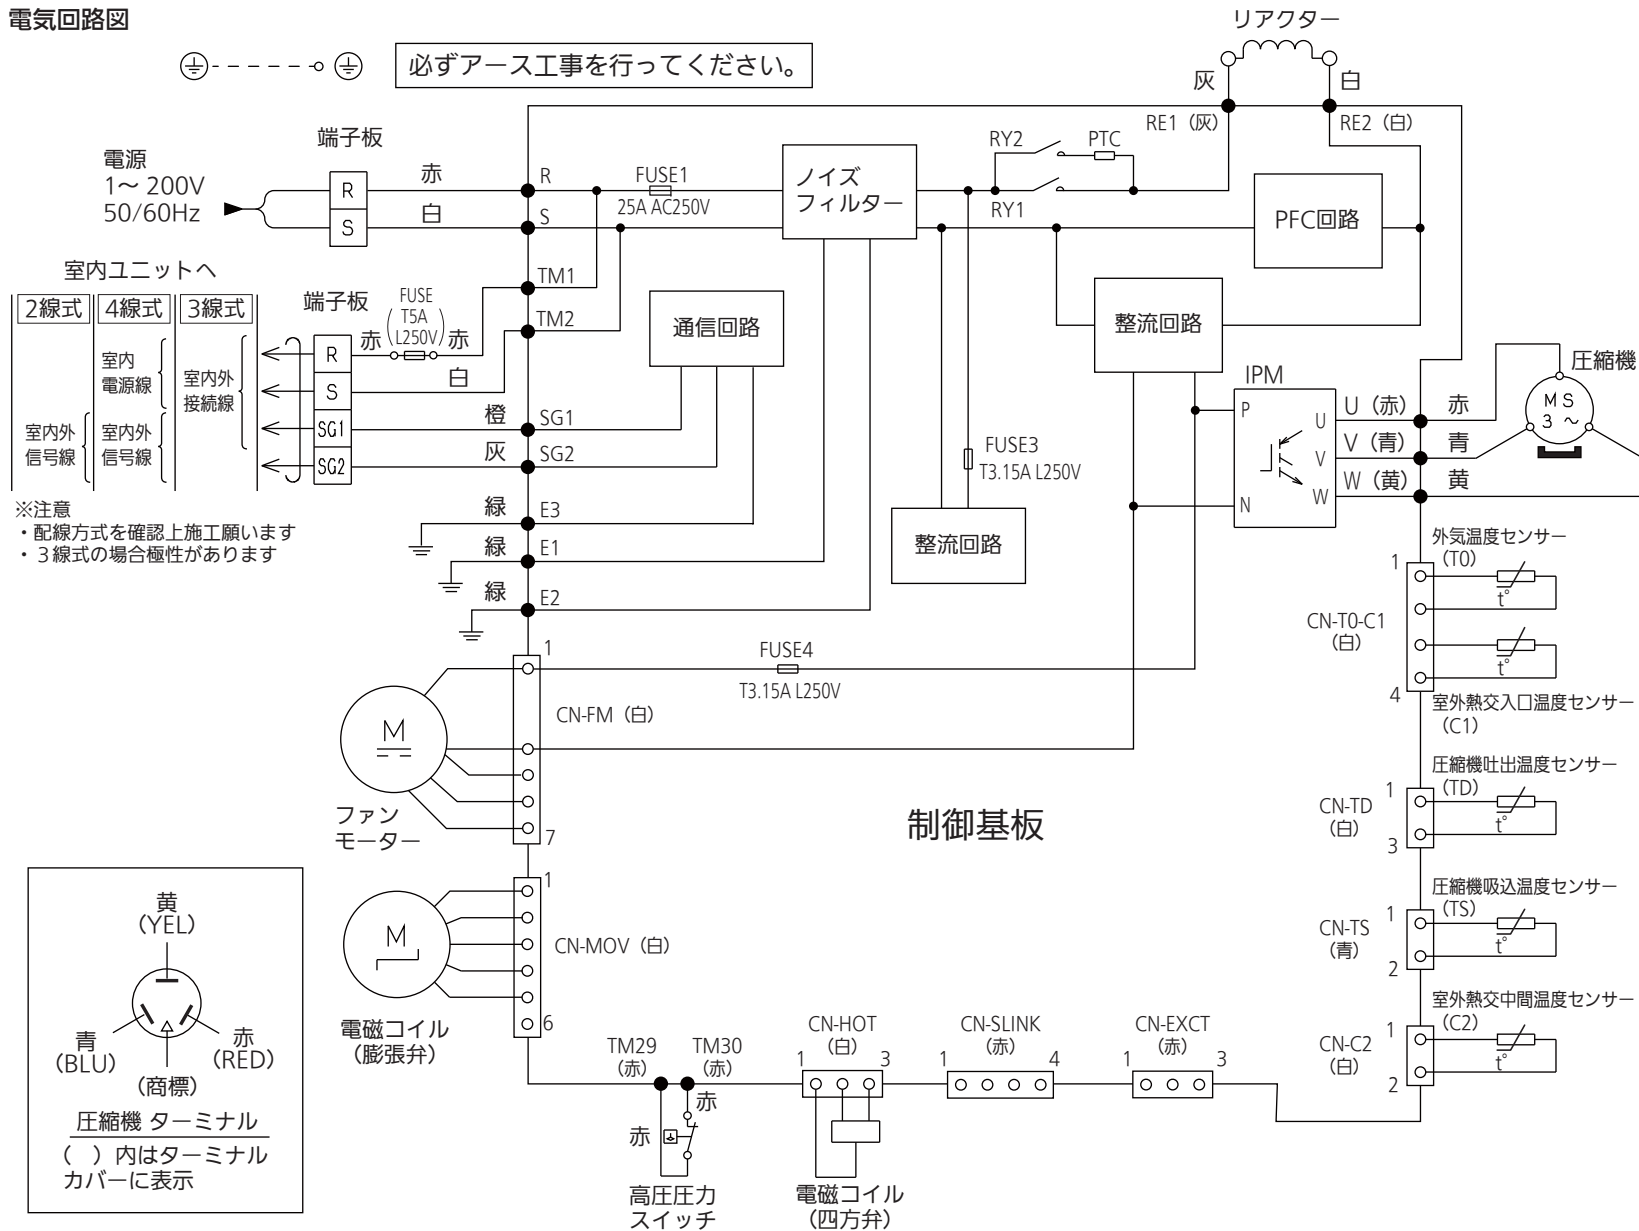 電気回路図
必ずアース工事を行ってください。
リアクター
灰
白
RE1（灰）
RE2（白）
端子板
電源
1～ 200V
50/60Hz
R
S
赤
白
R
S
FUSE1
25A AC250V
ノイズ
フィルター
RY2
PTC
RY1
PFC回路
室内ユニットへ
2線式
4線式
3線式
端子板
FUSE
(T5A
L250V)
赤
赤
白
橙
灰
TM1
TM2
SG1
SG2
R
S
SG1
SG2
室内
電源線
室内外
接続線
室内外
信号線
室内外
信号線
通信回路
整流回路
FUSE3
T3.15A L250V
整流回路
IPM
P
N
U
V
W
U（赤）
V（青）
W（黄）
赤
青
黄
圧縮機
MS
3 ～
※注意
・配線方式を確認上施工願います
・３線式の場合極性があります
緑
E3
緑
E1
緑
E2
1
FUSE4
T3.15A L250V
CN-FM（白）
7
M
ファン
モーター
1
CN-MOV（白）
6
M
電磁コイル
（膨張弁）
制御基板
外気温度センサー
（T0）
1
t°
CN-T0-C1
（白）
t°
4
室外熱交入口温度センサー
（C1）
圧縮機吐出温度センサー
（TD）
1
CN-TD
（白）
t°
3
圧縮機吸込温度センサー
（TS）
1
CN-TS
（青）
t°
2
室外熱交中間温度センサー
（C2）
1
CN-C2
（白）
t°
2
TM29
（赤）
TM30
（赤）
赤
赤
高圧圧力
スイッチ
CN-HOT
（白）
1
3
電磁コイル
（四方弁）
CN-SLINK
（赤）
1
4
CN-EXCT
（赤）
1
3
黄
（YEL）
青
（BLU）
赤
（RED）
（商標）
圧縮機 ターミナル
（　）内はターミナル
カバーに表示